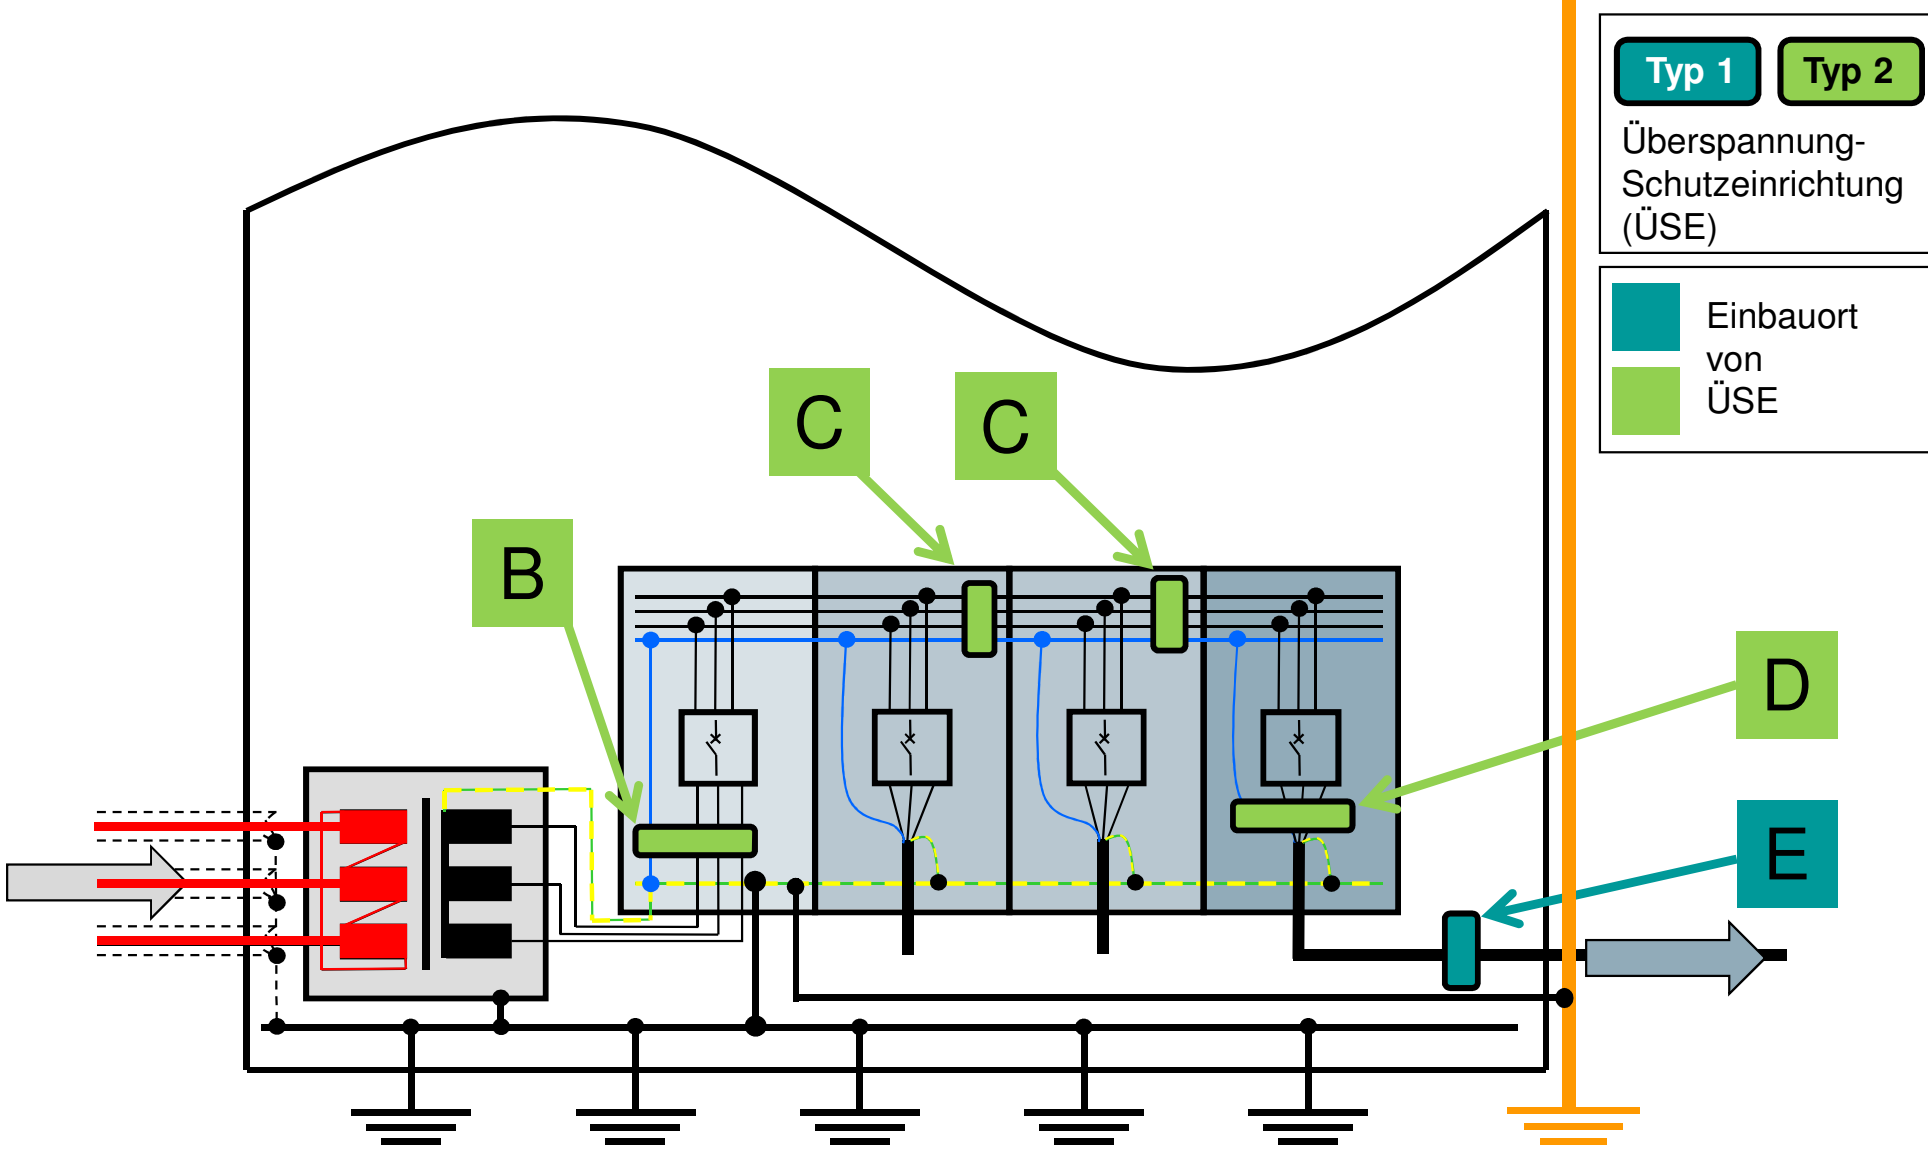 Typ 1
Typ 2
Überspannung-
Schutzeinrichtung
(ÜSE)
Einbauort
von
ÜSE
C
C
B
D
E